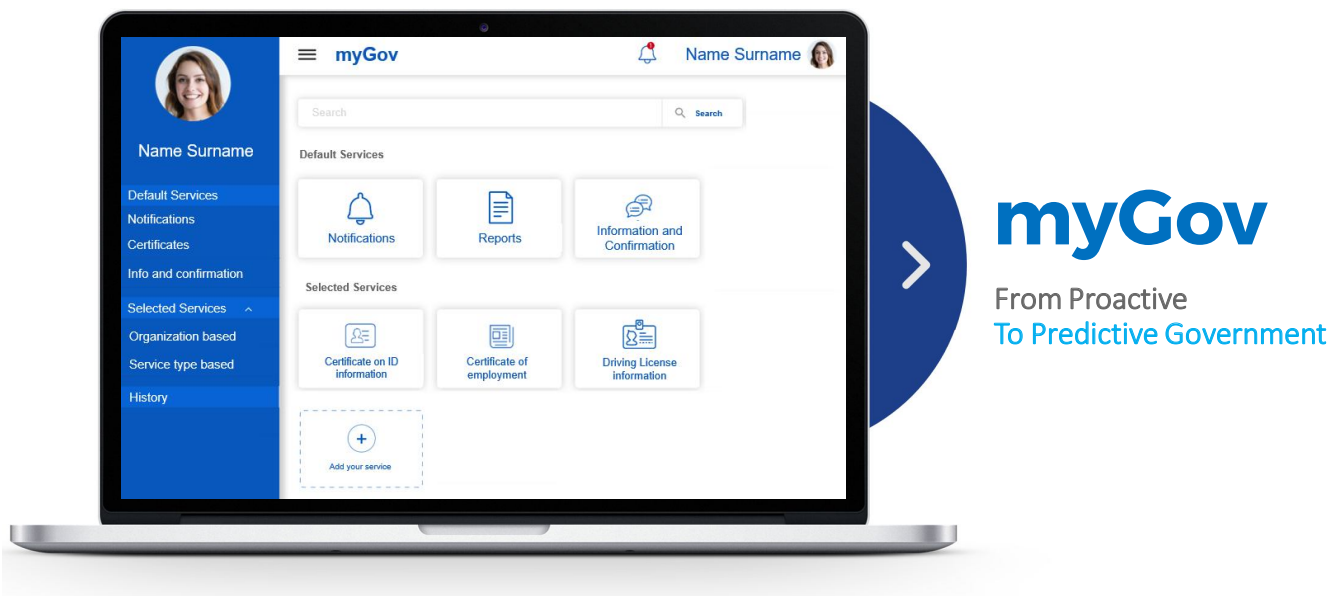 myGov
Name Surname
Name Surname
Default Services
Notifications
Certificates
Info and confirmation
Selected Services
Organization based
Service type based
History
Search
Search
Default Services
Notifications
Reports
Information and
Confirmation
Selected Services
Certificate on ID
information
Certificate of
employment
Driving License
information
Add your service
myGov
From Proactive
To Predictive Government